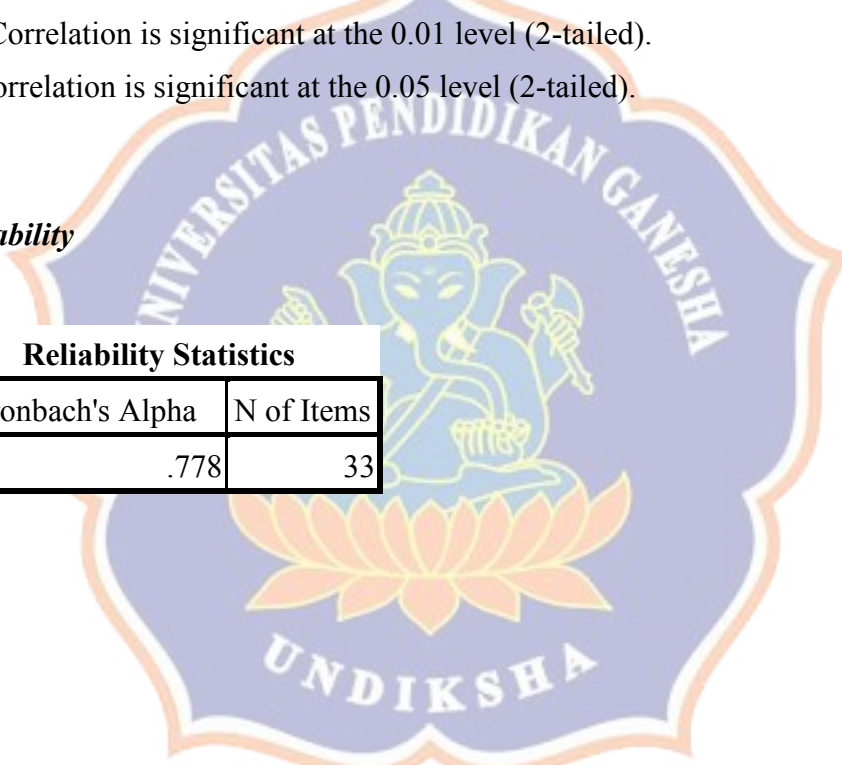 Correlation is significant at the 0.01 level (2-tailed).
orrelation is significant at the 0.05 level (2-tailed).
UNIVERSITAS PENDIDIKAN GANESHA
ability
Reliability Statistics
onbach's Alpha N of Items
.778 33
UNDIKSHA